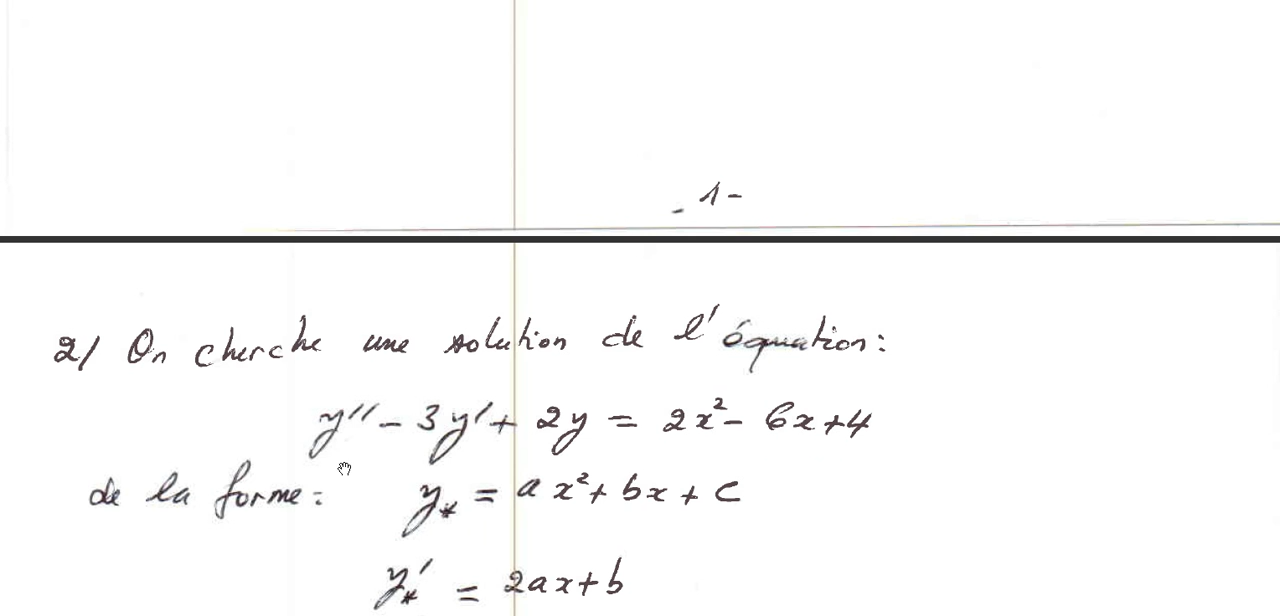 - 1 -
2/ On cherche une solution de l'équation:
y'' - 3y' + 2y = 2x² - 6x + 4
de la forme: y* = ax² + bx + c
y*' = 2ax + b